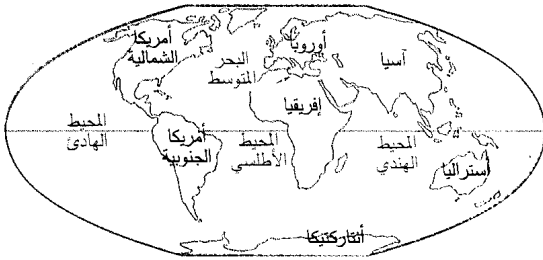 أمريكا
الشمالية
البحر
المتوسط
أوروبا
آسيا
إفريقيا
المحيط
الهادئ
أمريكا
الجنوبية
المحيط
الأطلسي
المحيط
الهندي
أستراليا
أنتاركتيكا